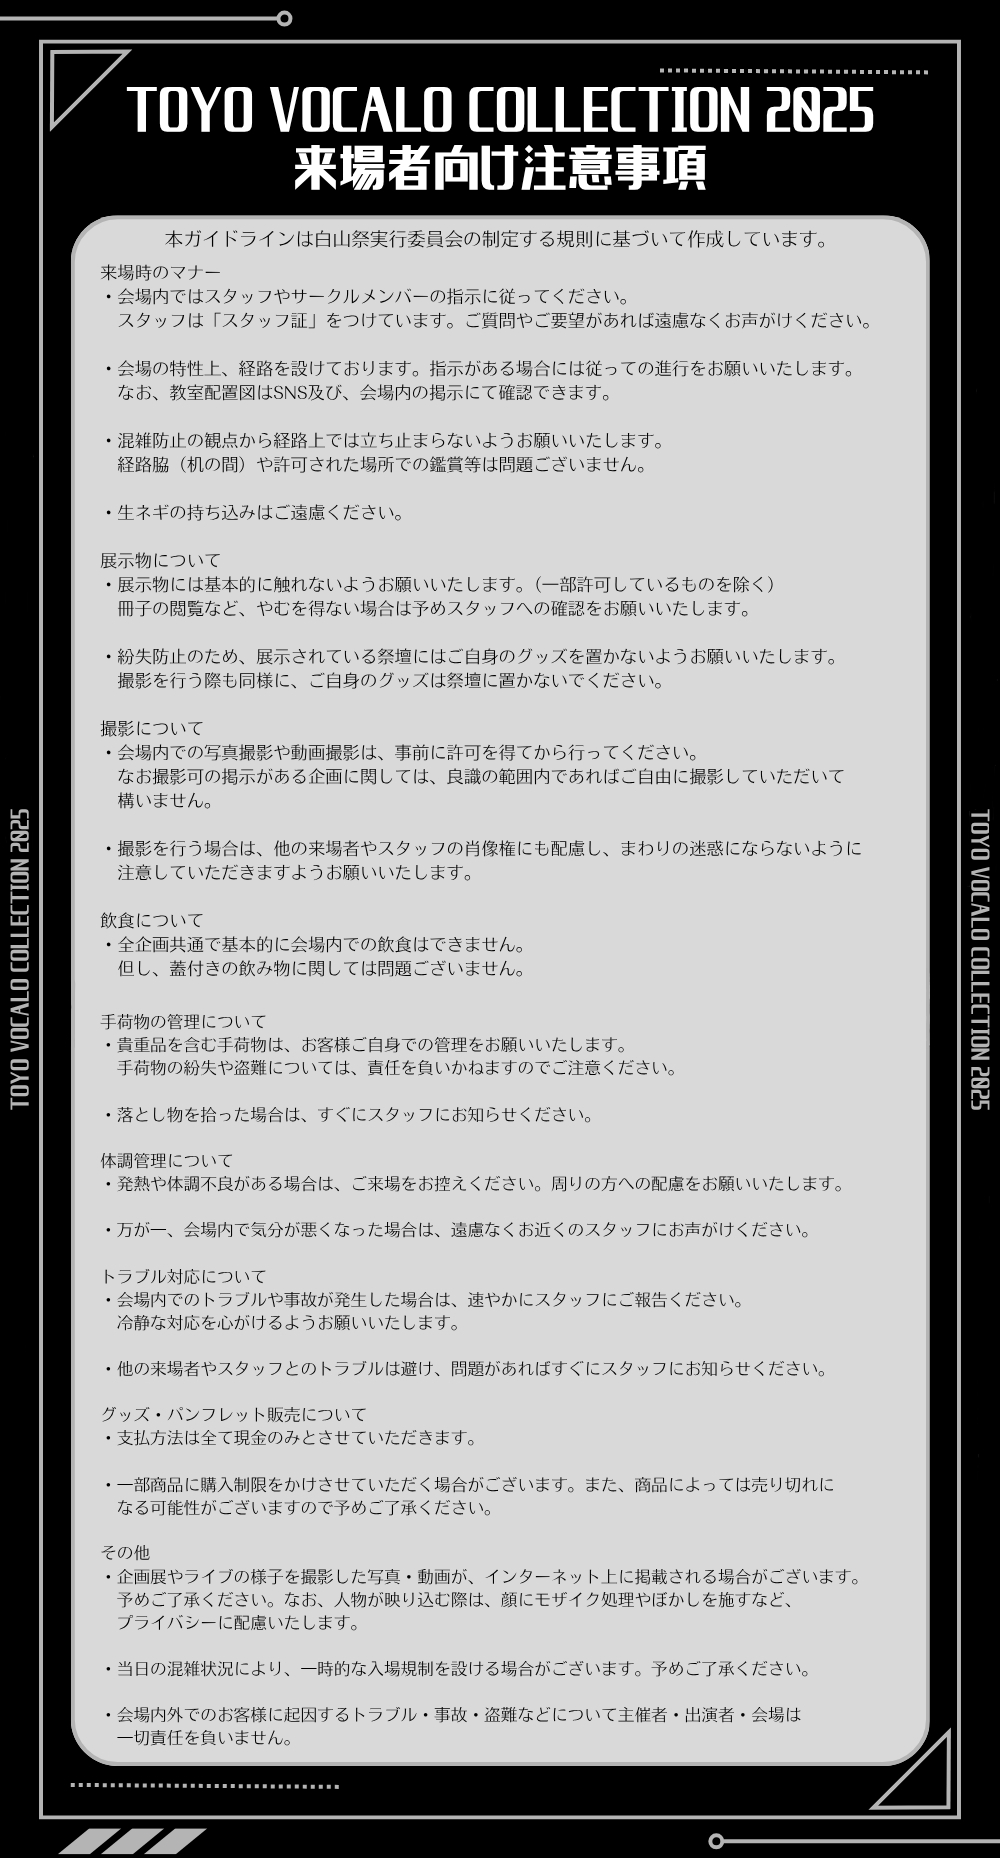 TOYO VOCALO COLLECTION 2025
来場者向け注意事項
本ガイドラインは白山祭実行委員会の制定する規則に基づいて作成しています。
来場時のマナー
・会場内ではスタッフやサークルメンバーの指示に従ってください。
スタッフは「スタッフ証」をつけています。ご質問やご要望があれば遠慮なくお声がけください。
・会場の特性上、経路を設けております。指示がある場合には従っての進行をお願いいたします。
なお、教室配置図はSNS及び、会場内の掲示にて確認できます。
・混雑防止の観点から経路上では立ち止まらないようお願いいたします。
経路脇（机の間）や許可された場所での鑑賞等は問題ございません。
・生ネギの持ち込みはご遠慮ください。
展示物について
・展示物には基本的に触れないようお願いいたします。（一部許可しているものを除く）
冊子の閲覧など、やむを得ない場合は予めスタッフへの確認をお願いいたします。
・紛失防止のため、展示されている祭壇にはご自身のグッズを置かないようお願いいたします。
撮影を行う際も同様に、ご自身のグッズは祭壇に置かないでください。
撮影について
・会場内での写真撮影や動画撮影は、事前に許可を得てから行ってください。
なお撮影可の掲示がある企画に関しては、良識の範囲内であればご自由に撮影していただいて
構いません。
・撮影を行う場合は、他の来場者やスタッフの肖像権にも配慮し、まわりの迷惑にならないように
注意していただきますようお願いいたします。
飲食について
・全企画共通で基本的に会場内での飲食はできません。
但し、蓋付きの飲み物に関しては問題ございません。
手荷物の管理について
・貴重品を含む手荷物は、お客様ご自身での管理をお願いいたします。
手荷物の紛失や盗難については、責任を負いかねますのでご注意ください。
・落とし物を拾った場合は、すぐにスタッフにお知らせください。
体調管理について
・発熱や体調不良がある場合は、ご来場をお控えください。周りの方への配慮をお願いいたします。
・万が一、会場内で気分が悪くなった場合は、遠慮なくお近くのスタッフにお声がけください。
トラブル対応について
・会場内でのトラブルや事故が発生した場合は、速やかにスタッフにご報告ください。
冷静な対応を心がけるようお願いいたします。
・他の来場者やスタッフとのトラブルは避け、問題があればすぐにスタッフにお知らせください。
グッズ・パンフレット販売について
・支払方法は全て現金のみとさせていただきます。
・一部商品に購入制限をかけさせていただく場合がございます。また、商品によっては売り切れに
なる可能性がございますので予めご了承ください。
その他
・企画展やライブの様子を撮影した写真・動画が、インターネット上に掲載される場合がございます。
予めご了承ください。なお、人物が映り込む際は、顔にモザイク処理やぼかしを施すなど、
プライバシーに配慮いたします。
・当日の混雑状況により、一時的な入場規制を設ける場合がございます。予めご了承ください。
・会場内外でのお客様に起因するトラブル・事故・盗難などについて主催者・出演者・会場は
一切責任を負いません。
TOYO VOCALO COLLECTION 2025
TOYO VOCALO COLLECTION 2025